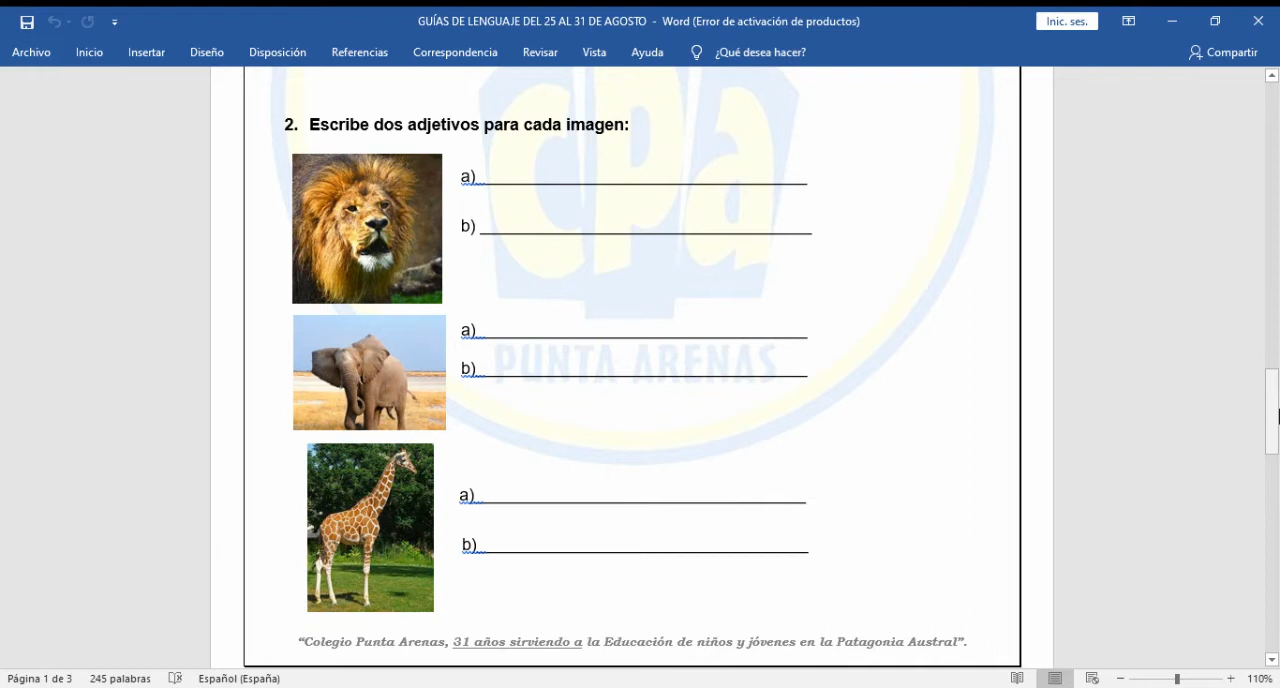 GUÍAS DE LENGUAJE DEL 25 AL 31 DE AGOSTO - Word (Error de activación de productos)
Inic. ses.
Archivo Inicio Insertar Diseño Disposición Referencias Correspondencia Revisar Vista Ayuda ¿Qué desea hacer? Compartir
cpa
PUNTA ARENAS
2. Escribe dos adjetivos para cada imagen:
a)
b)
a)
b)
a)
b)
“Colegio Punta Arenas, 31 años sirviendo a la Educación de niños y jóvenes en la Patagonia Austral”.
Página 1 de 3 245 palabras Español (España) 110%